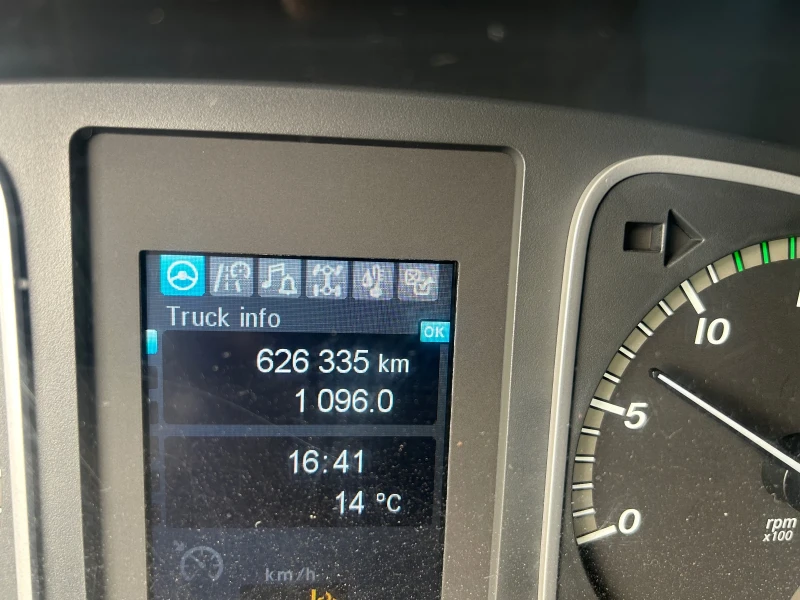 Truck info
OK
626 335 km
1 096.0
16:41
14 °C
km/h
10
5
0
rpm
x100